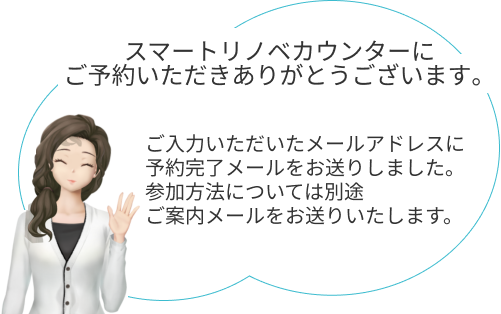 スマートリノベカウンターに
ご予約いただきありがとうございます。
ご入力いただいたメールアドレスに
予約完了メールをお送りしました。
参加方法については別途
ご案内メールをお送りいたします。